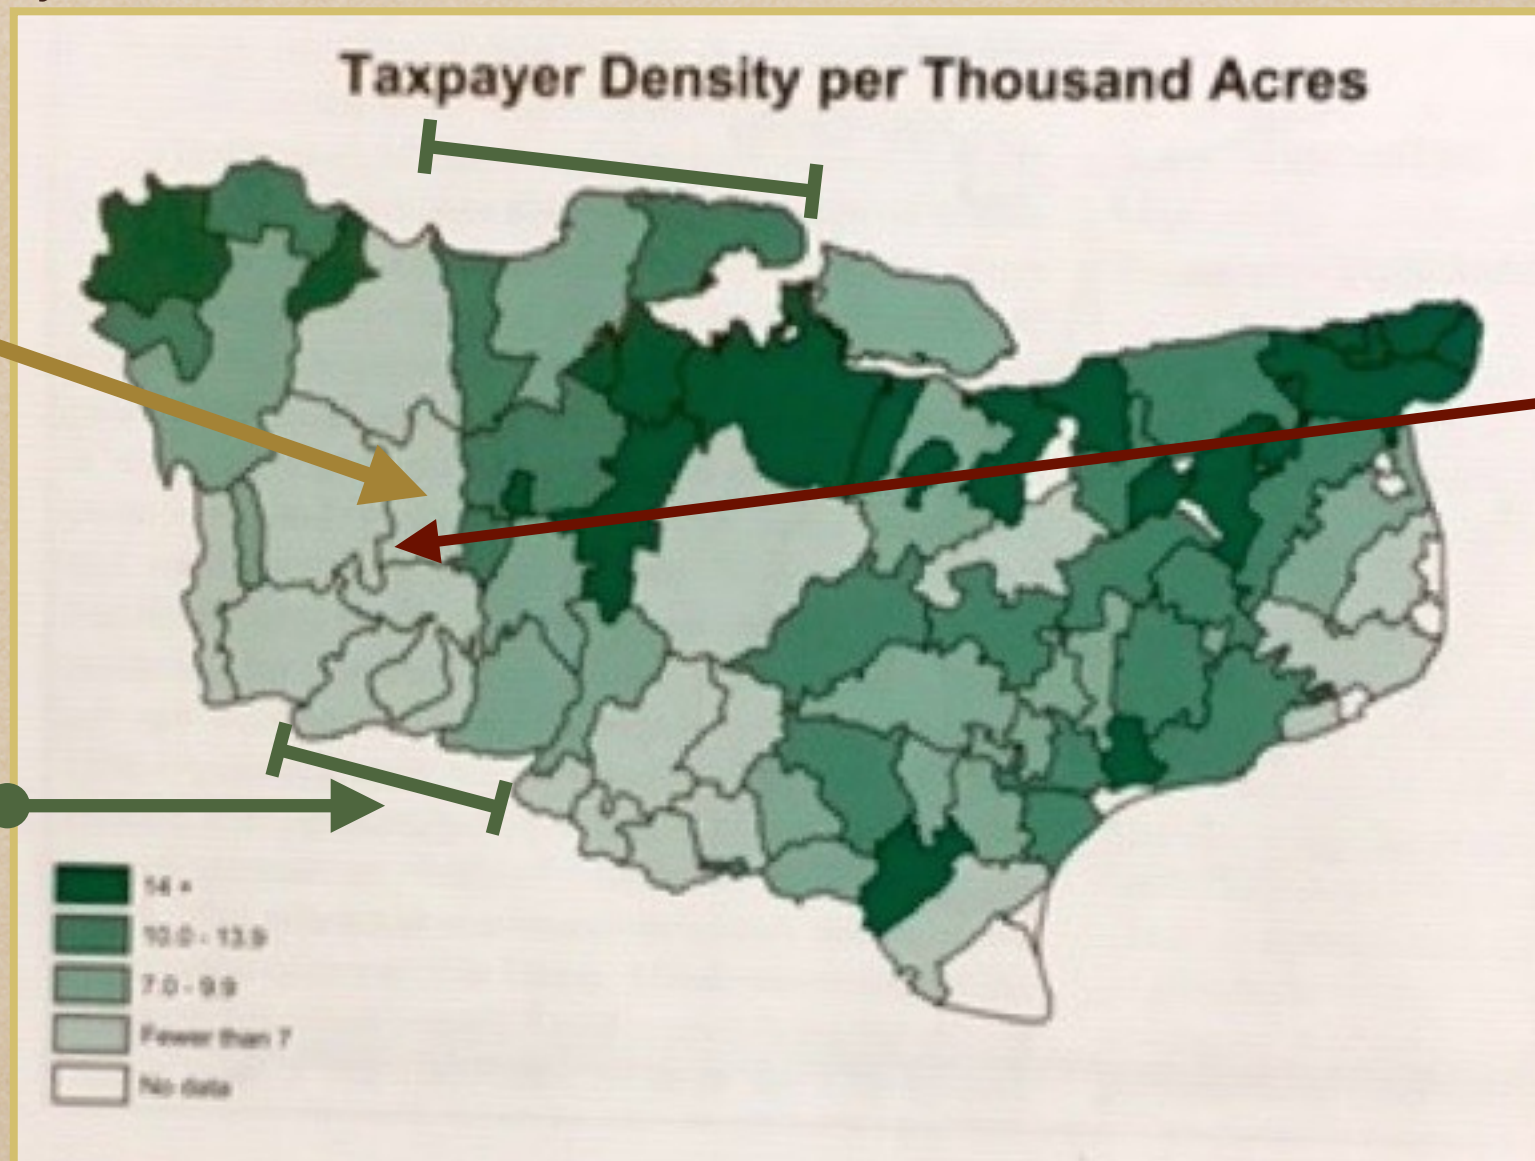 Taxpayer Density per Thousand Acres
14 +
10.0 - 13.9
7.0 - 9.9
Fewer than 7
No data